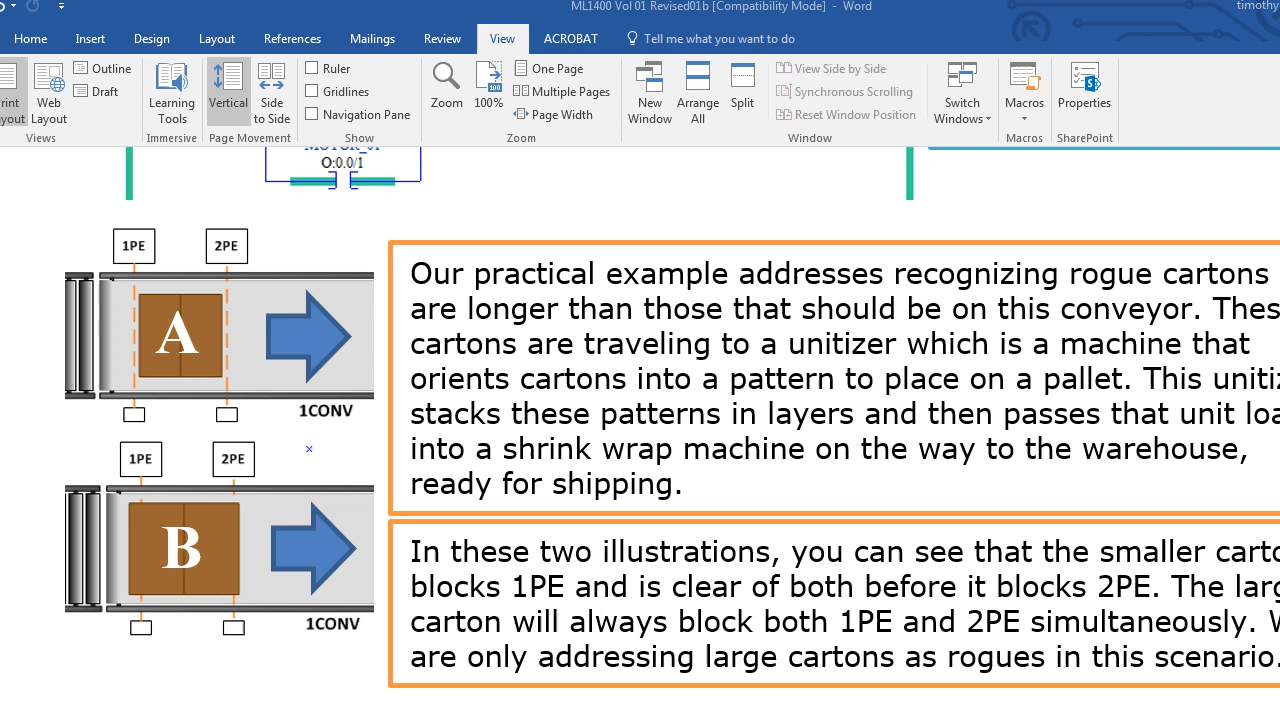 ML1400 Vol 01 Revised01b [Compatibility Mode] - Word
timothy
Home Insert Design Layout References Mailings Review View ACROBAT Tell me what you want to do
Outline
Draft
Web Layout
Views
Learning Tools
Immersive
Vertical
Side to Side
Page Movement
Ruler
Gridlines
Navigation Pane
Show
Zoom
100%
100
One Page
Multiple Pages
Page Width
Zoom
New Window
Arrange All
Split
View Side by Side
Synchronous Scrolling
Reset Window Position
Window
Switch Windows
Macros
Macros
Properties
SharePoint
O:0.0/1
1PE 2PE
A
1CONV
1PE 2PE
B
1CONV
Our practical example addresses recognizing rogue cartons
are longer than those that should be on this conveyor. Thes
cartons are traveling to a unitizer which is a machine that
orients cartons into a pattern to place on a pallet. This unitiz
stacks these patterns in layers and then passes that unit loa
into a shrink wrap machine on the way to the warehouse,
ready for shipping.
In these two illustrations, you can see that the smaller carto
blocks 1PE and is clear of both before it blocks 2PE. The larg
carton will always block both 1PE and 2PE simultaneously. W
are only addressing large cartons as rogues in this scenario.